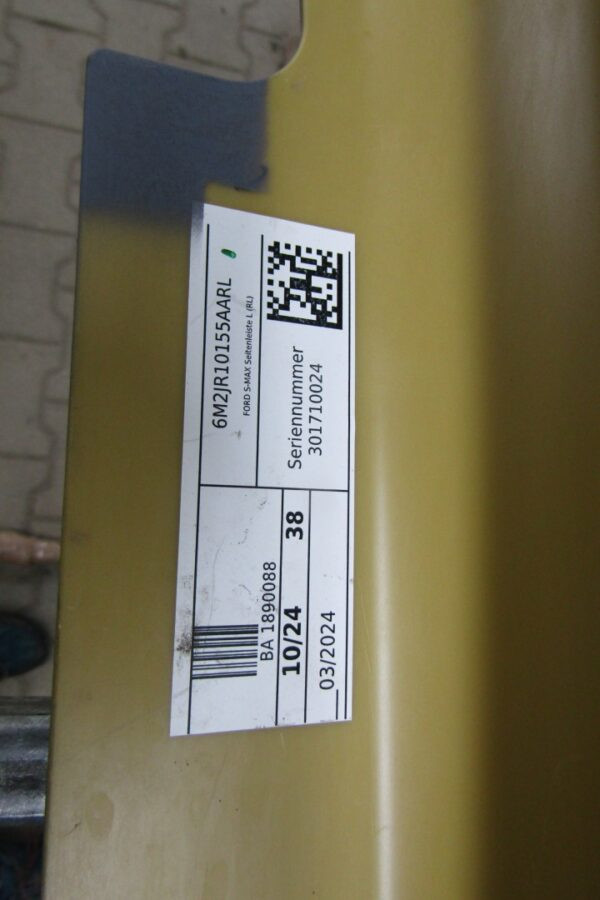 6M2JR10155AARL
FORD S-MAX Seitenleiste L (RL)
Seriennummer
301710024
BA 1890088
10/24 38
03/2024